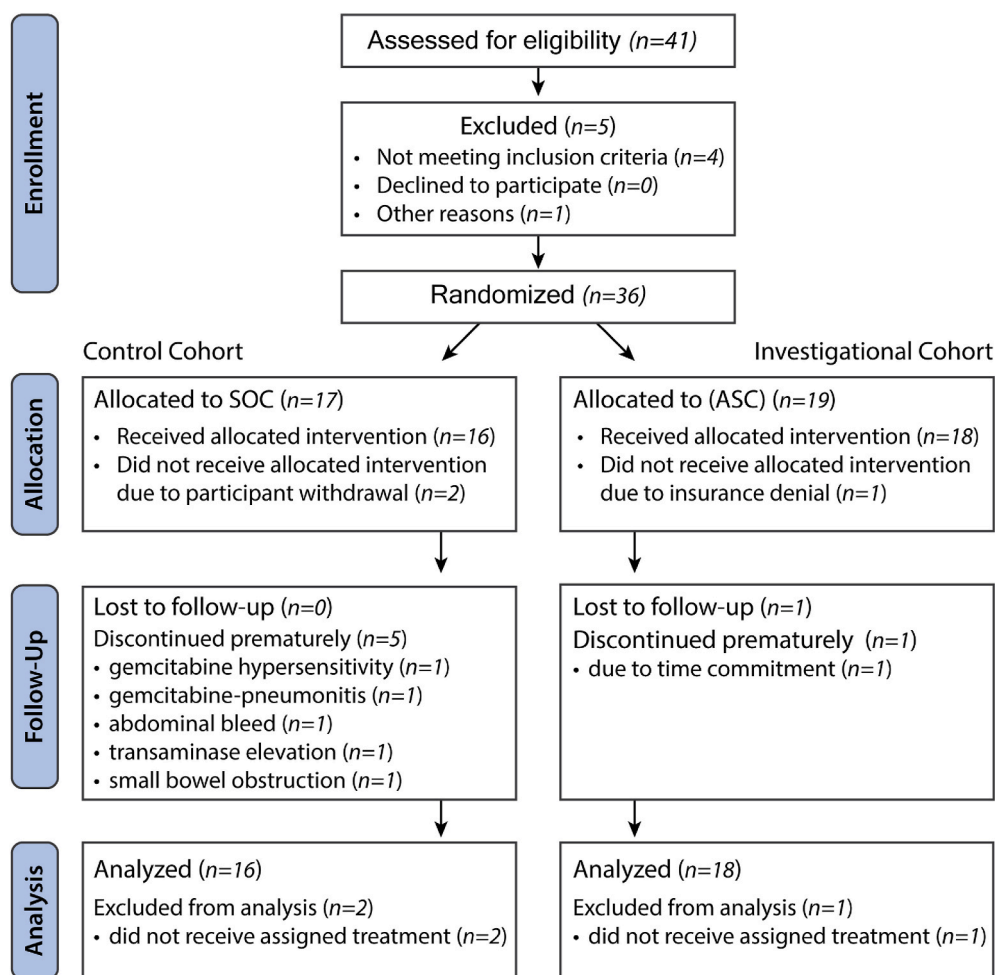 Enrollment
Assessed for eligibility (n=41)
Excluded (n=5)
• Not meeting inclusion criteria (n=4)
• Declined to participate (n=0)
• Other reasons (n=1)
Randomized (n=36)
Control Cohort
Investigational Cohort
Allocation
Allocated to SOC (n=17)
• Received allocated intervention (n=16)
• Did not receive allocated intervention
due to participant withdrawal (n=2)
Allocated to (ASC) (n=19)
• Received allocated intervention (n=18)
• Did not receive allocated intervention
due to insurance denial (n=1)
Follow-Up
Lost to follow-up (n=0)
Discontinued prematurely (n=5)
• gemcitabine hypersensitivity (n=1)
• gemcitabine-pneumonitis (n=1)
• abdominal bleed (n=1)
• transaminase elevation (n=1)
• small bowel obstruction (n=1)
Lost to follow-up (n=1)
Discontinued prematurely (n=1)
• due to time commitment (n=1)
Analysis
Analyzed (n=16)
Excluded from analysis (n=2)
• did not receive assigned treatment (n=2)
Analyzed (n=18)
Excluded from analysis (n=1)
• did not receive assigned treatment (n=1)